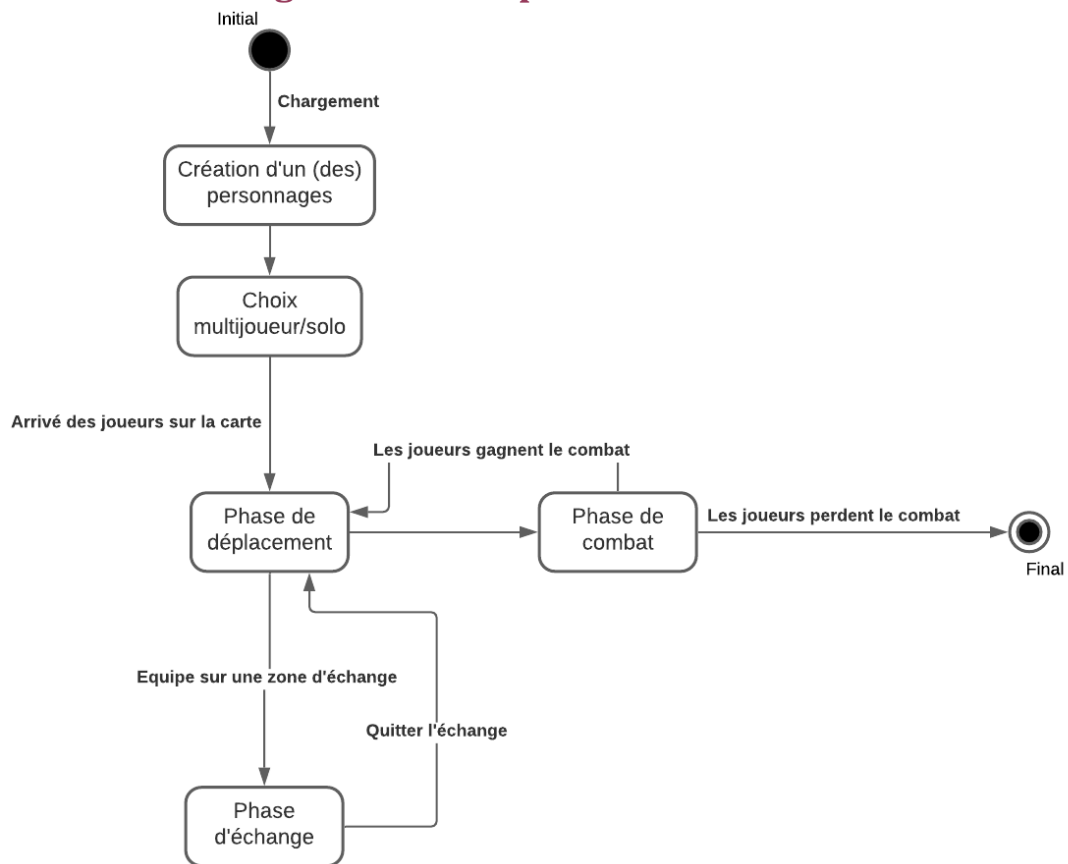 Initial
Chargement
Création d'un (des)
personnages
Choix
multijoueur/solo
Arrivé des joueurs sur la carte
Les joueurs gagnent le combat
Phase de
déplacement
Phase de
combat
Les joueurs perdent le combat
Final
Equipe sur une zone d'échange
Quitter l'échange
Phase
d'échange